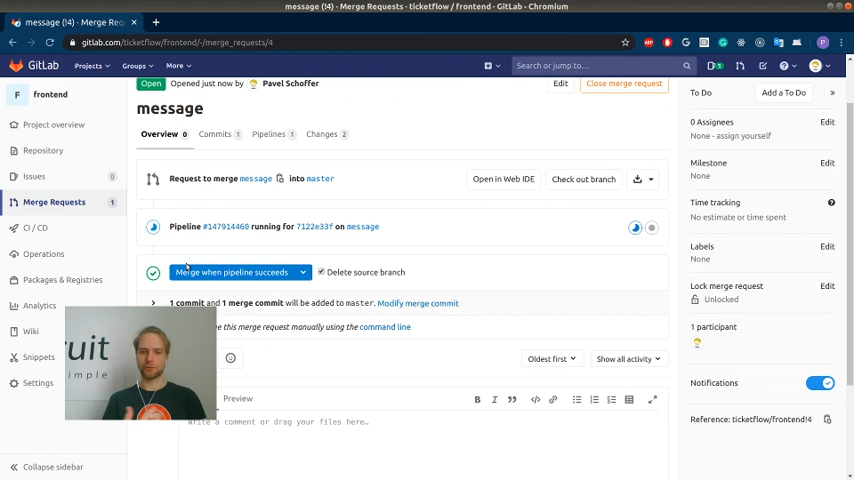 message (!4) · Merge Requests · ticketflow / frontend · GitLab - Chromium
message (!4) · Merge Req
gitlab.com/ticketflow/frontend/-/merge_requests/4
GitLab Projects Groups More Search or jump to... 1
F frontend
Project overview
Repository
Issues 0
Merge Requests 1
CI / CD
Operations
Packages & Registries
Analytics
Wiki
Snippets
Settings
Collapse sidebar
Open Opened just now by Pavel Schoffer Edit Close merge request
message
Overview 0 Commits 1 Pipelines 1 Changes 2
Request to merge message into master Open in Web IDE Check out branch
Pipeline #147914460 running for 7122e33f on message
Merge when pipeline succeeds Delete source branch
1 commit and 1 merge commit will be added to master. Modify merge commit
this merge request manually using the command line
Oldest first Show all activity
Preview
Write a comment or drag your files here…
To Do Add a To Do
0 Assignees Edit
None - assign yourself
Milestone Edit
None
Time tracking
No estimate or time spent
Labels Edit
None
Lock merge request Edit
Unlocked
1 participant
Notifications
Reference: ticketflow/frontend!4
ruit
simple